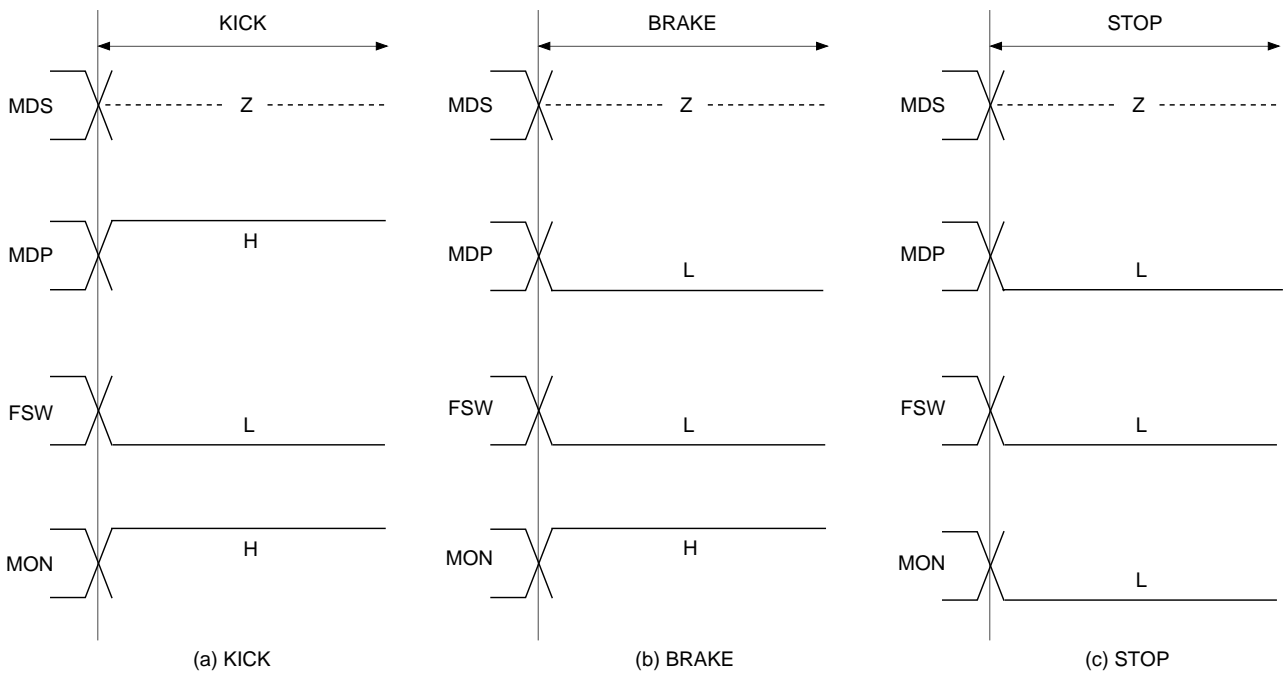 KICK
BRAKE
STOP
MDS
Z
MDS
Z
MDS
Z
MDP
H
MDP
L
MDP
L
FSW
L
FSW
L
FSW
L
MON
H
MON
H
MON
L
(a) KICK
(b) BRAKE
(c) STOP